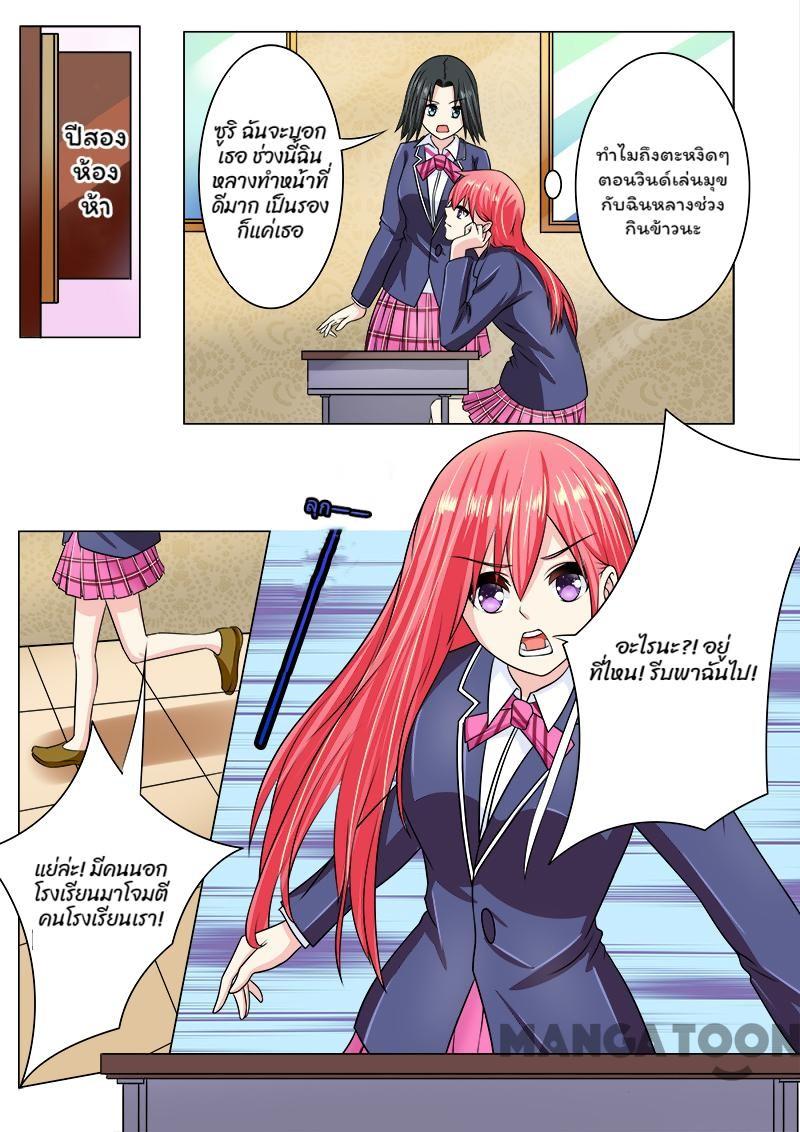 ปีสอง
ห้อง
ห้า
ซูริ ฉันจะบอก
เธอ ช่วงนี้ฉิน
หลางทำหน้าที่
ดีมาก เป็นรอง
ก็แค่เธอ
ทำไมถึงตะหงิดๆ
ตอนวินด์เล่นมุข
กับฉินหลางช่วง
กินข้าวนะ
ลุก——
อะไรนะ?! อยู่
ที่ไหน! รีบพาฉันไป!
แย่ล่ะ! มีคนนอก
โรงเรียนมาโจมตี
คนโรงเรียนเรา!
MANGATOON